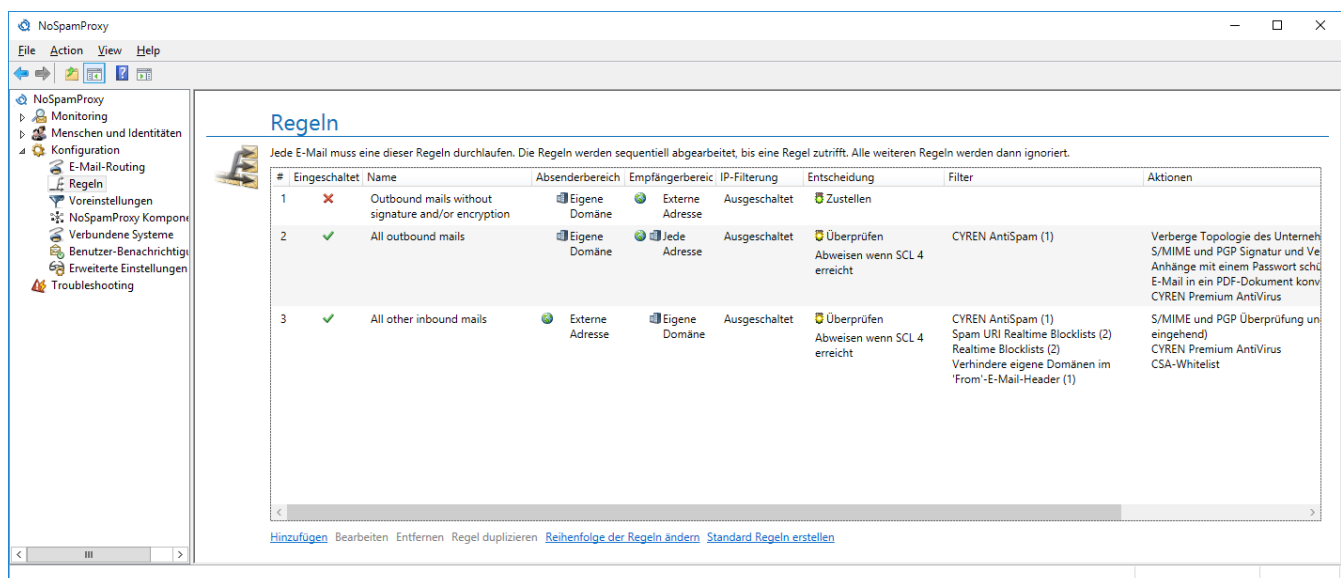 NoSpamProxy
File Action View Help
NoSpamProxy
Monitoring
Menschen und Identitäten
Konfiguration
E-Mail-Routing
Regeln
Voreinstellungen
NoSpamProxy Kompone
Verbundene Systeme
Benutzer-Benachrichtig
Erweiterte Einstellungen
Troubleshooting
Regeln
Jede E-Mail muss eine dieser Regeln durchlaufen. Die Regeln werden sequentiell abgearbeitet, bis eine Regel zutrifft. Alle weiteren Regeln werden dann ignoriert.
# Eingeschaltet Name Absenderbereich Empfängerbereic IP-Filterung Entscheidung Filter Aktionen
1 Outbound mails without Eigene Externe Ausgeschaltet Zustellen
signature and/or encryption Domäne Adresse
2 All outbound mails Eigene Jede Ausgeschaltet Überprüfen CYREN AntiSpam (1) Verberge Topologie des Unterneh
Domäne Adresse Abweisen wenn SCL 4 S/MIME und PGP Signatur und Ve
erreicht Anhänge mit einem Passwort schü
E-Mail in ein PDF-Dokument konv
CYREN Premium AntiVirus
3 All other inbound mails Externe Eigene Ausgeschaltet Überprüfen CYREN AntiSpam (1) S/MIME und PGP Überprüfung un
Adresse Domäne Abweisen wenn SCL 4 Spam URI Realtime Blocklists (2) eingehend)
erreicht Realtime Blocklists (2) CYREN Premium AntiVirus
Verhindere eigene Domänen im CSA-Whitelist
'From'-E-Mail-Header (1)
Hinzufügen Bearbeiten Entfernen Regel duplizieren Reihenfolge der Regeln ändern Standard Regeln erstellen